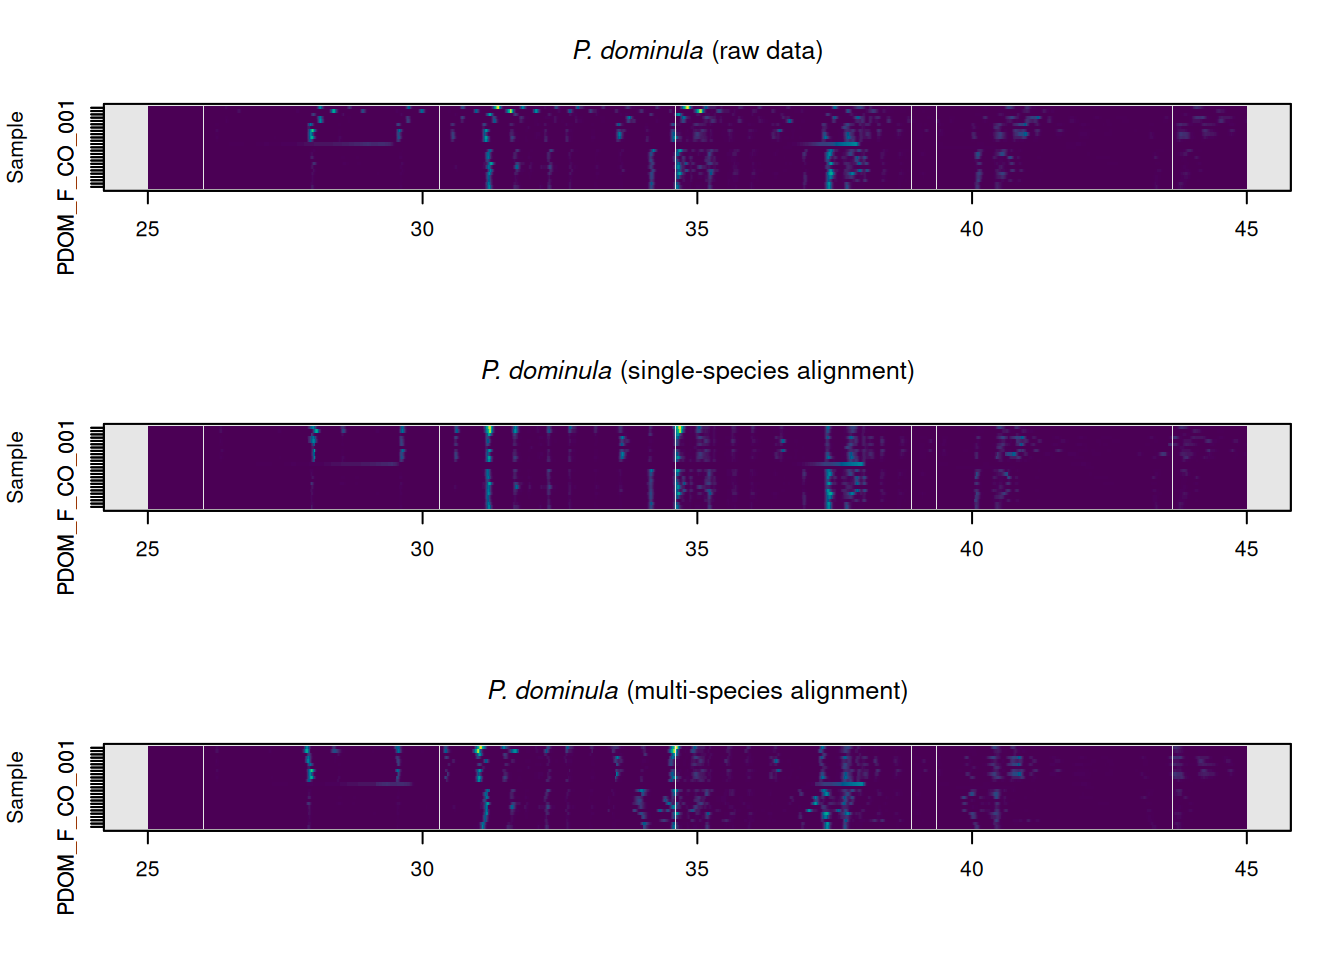 P. dominula (raw data)
Sample
PDOM_F_CO_001
25 30 35 40 45
P. dominula (single-species alignment)
Sample
PDOM_F_CO_001
25 30 35 40 45
P. dominula (multi-species alignment)
Sample
PDOM_F_CO_001
25 30 35 40 45